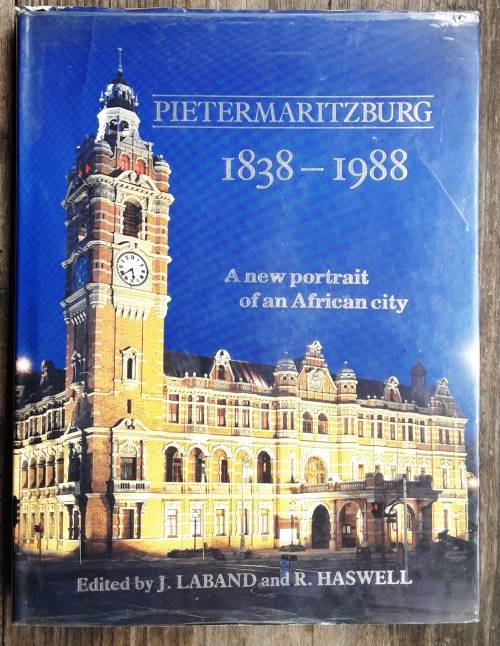 PIETERMARITZBURG
1838 – 1988
A new portrait
of an African city
Edited by J. LABAND and R. HASWELL